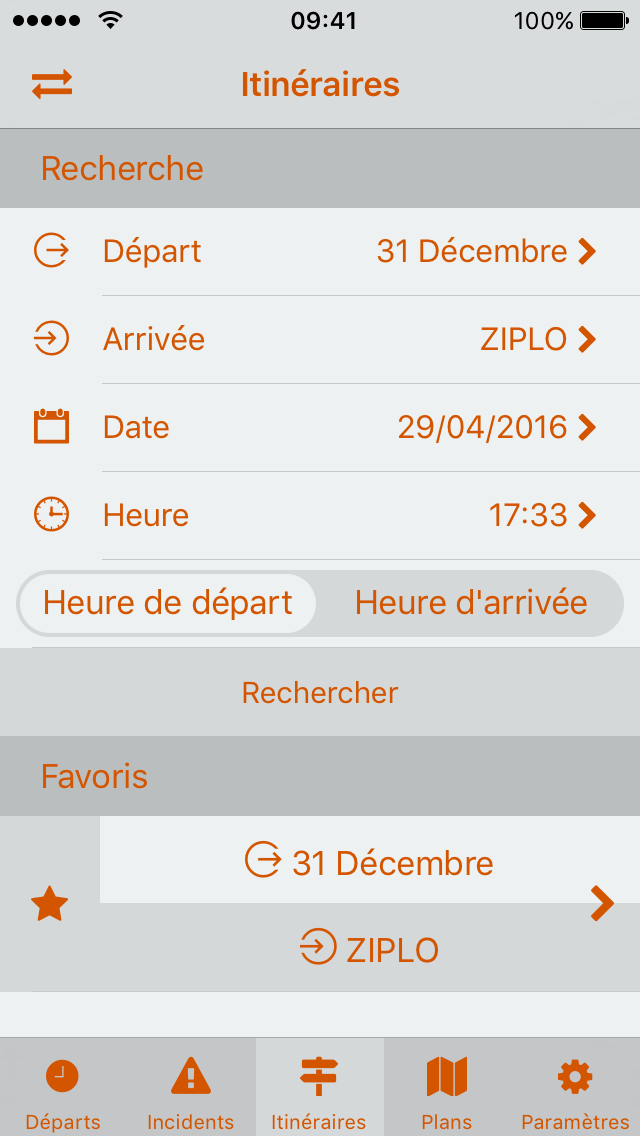 09:41 100%
Itinéraires
Recherche
Départ 31 Décembre
Arrivée ZIPLO
Date 29/04/2016
Heure 17:33
Heure de départ Heure d'arrivée
Rechercher
Favoris
31 Décembre
ZIPLO
Départs Incidents Itinéraires Plans Paramètres